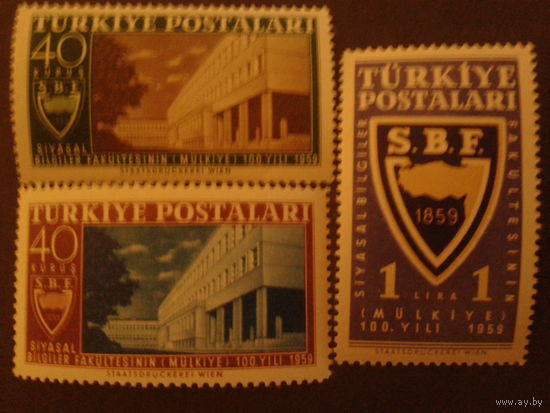 TÜRKİYE POSTALARI
40
KURUŞ
S.B.F.
SİYASAL
BİLGİLER FAKÜLTESİNİN (MÜLKİYE) 100.YILI 1959
STAATSDRUCKEREI WIEN
TÜRKİYE POSTALARI
40
KURUŞ
S.B.F.
SİYASAL
BİLGİLER FAKÜLTESİNİN (MÜLKİYE) 100.YILI 1959
STAATSDRUCKEREI WIEN
TÜRKİYE
POSTALARI
SİYASAL BİLGİLER
FAKÜLTESİNİN
S.B.F.
1859
1 LİRA 1
(MÜLKİYE)
100.YILI 1959
STAATSDRUCKEREI WIEN
www.ay.by